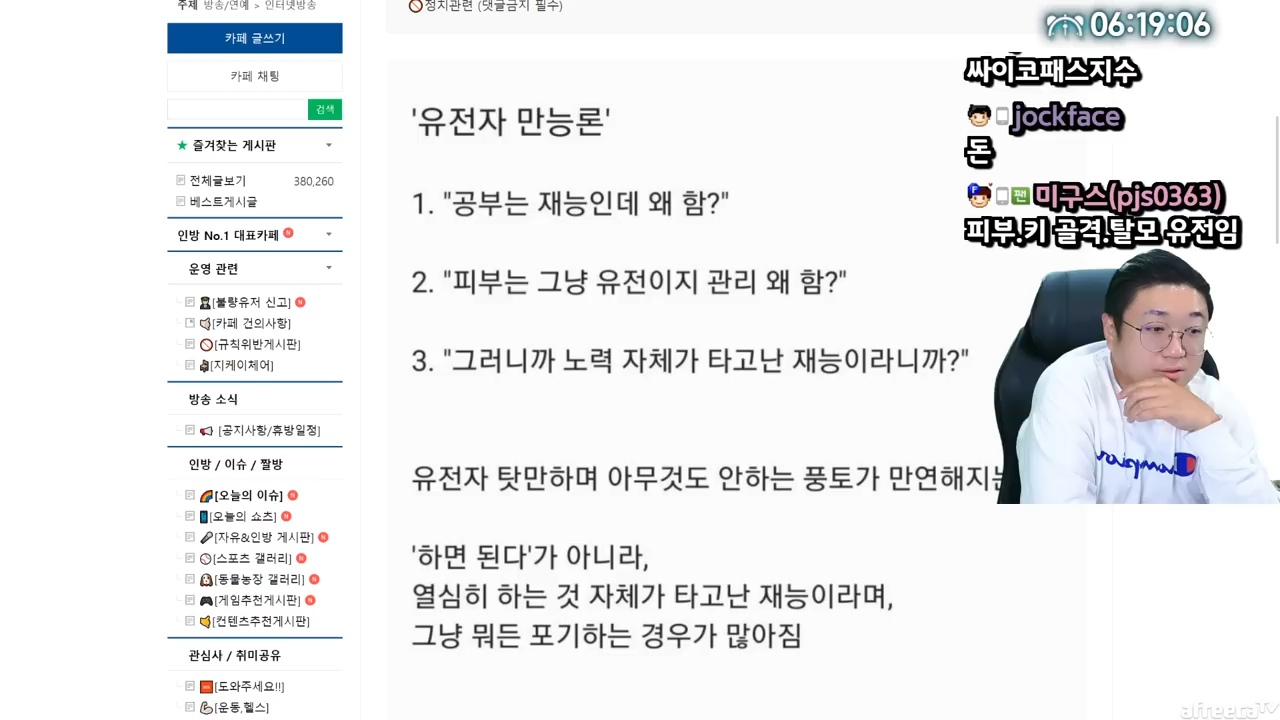 주제 방송/연예 > 인터넷방송
카페 글쓰기
카페 채팅
검색
★ 즐겨찾는 게시판
전체글보기 380,260
베스트게시글
인방 No.1 대표카페 N
운영 관련
[불량유저 신고] N
[카페 건의사항]
[규칙위반게시판]
[지케이체어]
방송 소식
[공지사항/휴방일정]
인방 / 이슈 / 짤방
[오늘의 이슈] N
[오늘의 쇼츠] N
[자유&인방 게시판] N
[스포츠 갤러리] N
[동물농장 갤러리] N
[게임추천게시판] N
[컨텐츠추천게시판]
관심사 / 취미공유
[도와주세요!!]
[운동,헬스]
정치관련 (댓글금지 필수)
'유전자 만능론'
1. "공부는 재능인데 왜 함?"
2. "피부는 그냥 유전이지 관리 왜 함?"
3. "그러니까 노력 자체가 타고난 재능이라니까?"
유전자 탓만하며 아무것도 안하는 풍토가 만연해지는
'하면 된다'가 아니라,
열심히 하는 것 자체가 타고난 재능이라며,
그냥 뭐든 포기하는 경우가 많아짐
06:19:06
싸이코패스지수
jockface
돈
F 팬 미구스(pjs0363)
피부.키 골격.탈모 유전임
afreecaTV